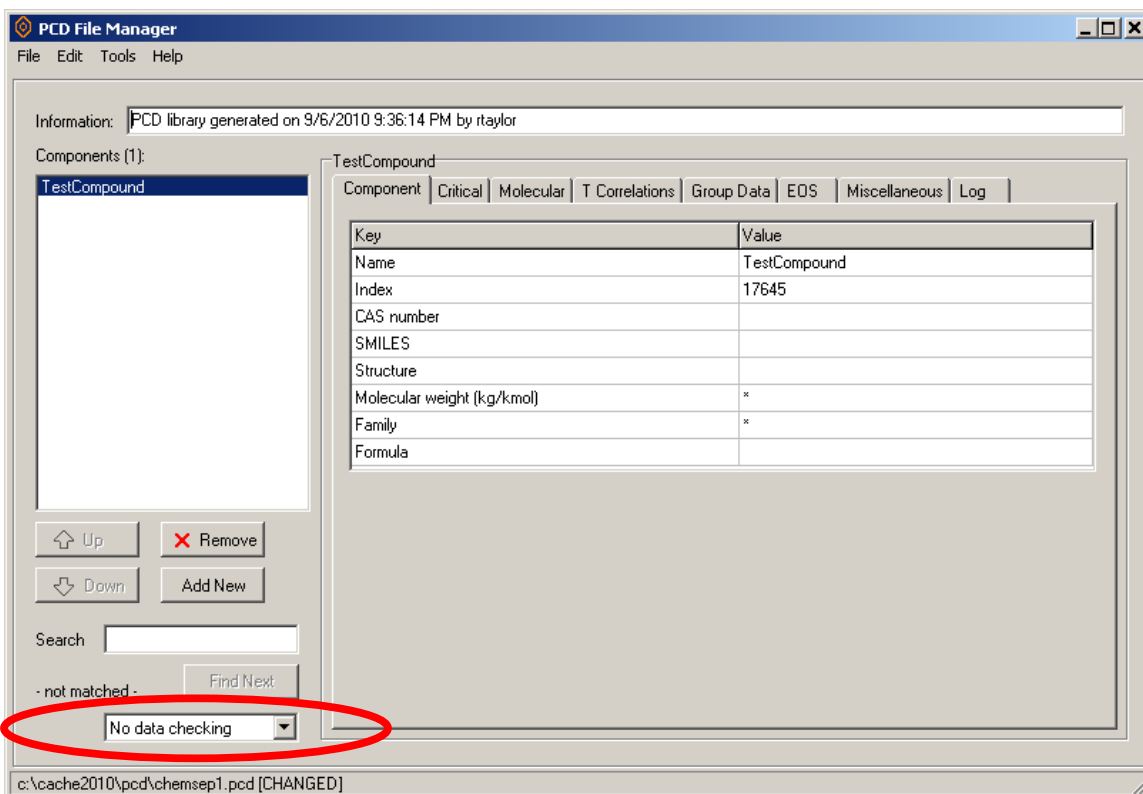 PCD File Manager
File Edit Tools Help
Information: PCD library generated on 9/6/2010 9:36:14 PM by rtaylor
Components (1):
TestCompound
Up
Remove
Down
Add New
Search
Find Next
- not matched -
No data checking
TestCompound
Component Critical Molecular T Correlations Group Data EOS Miscellaneous Log
Key Value
Name TestCompound
Index 17645
CAS number
SMILES
Structure
Molecular weight (kg/kmol) *
Family *
Formula
c:\cache2010\pcd\chemsep1.pcd [CHANGED]